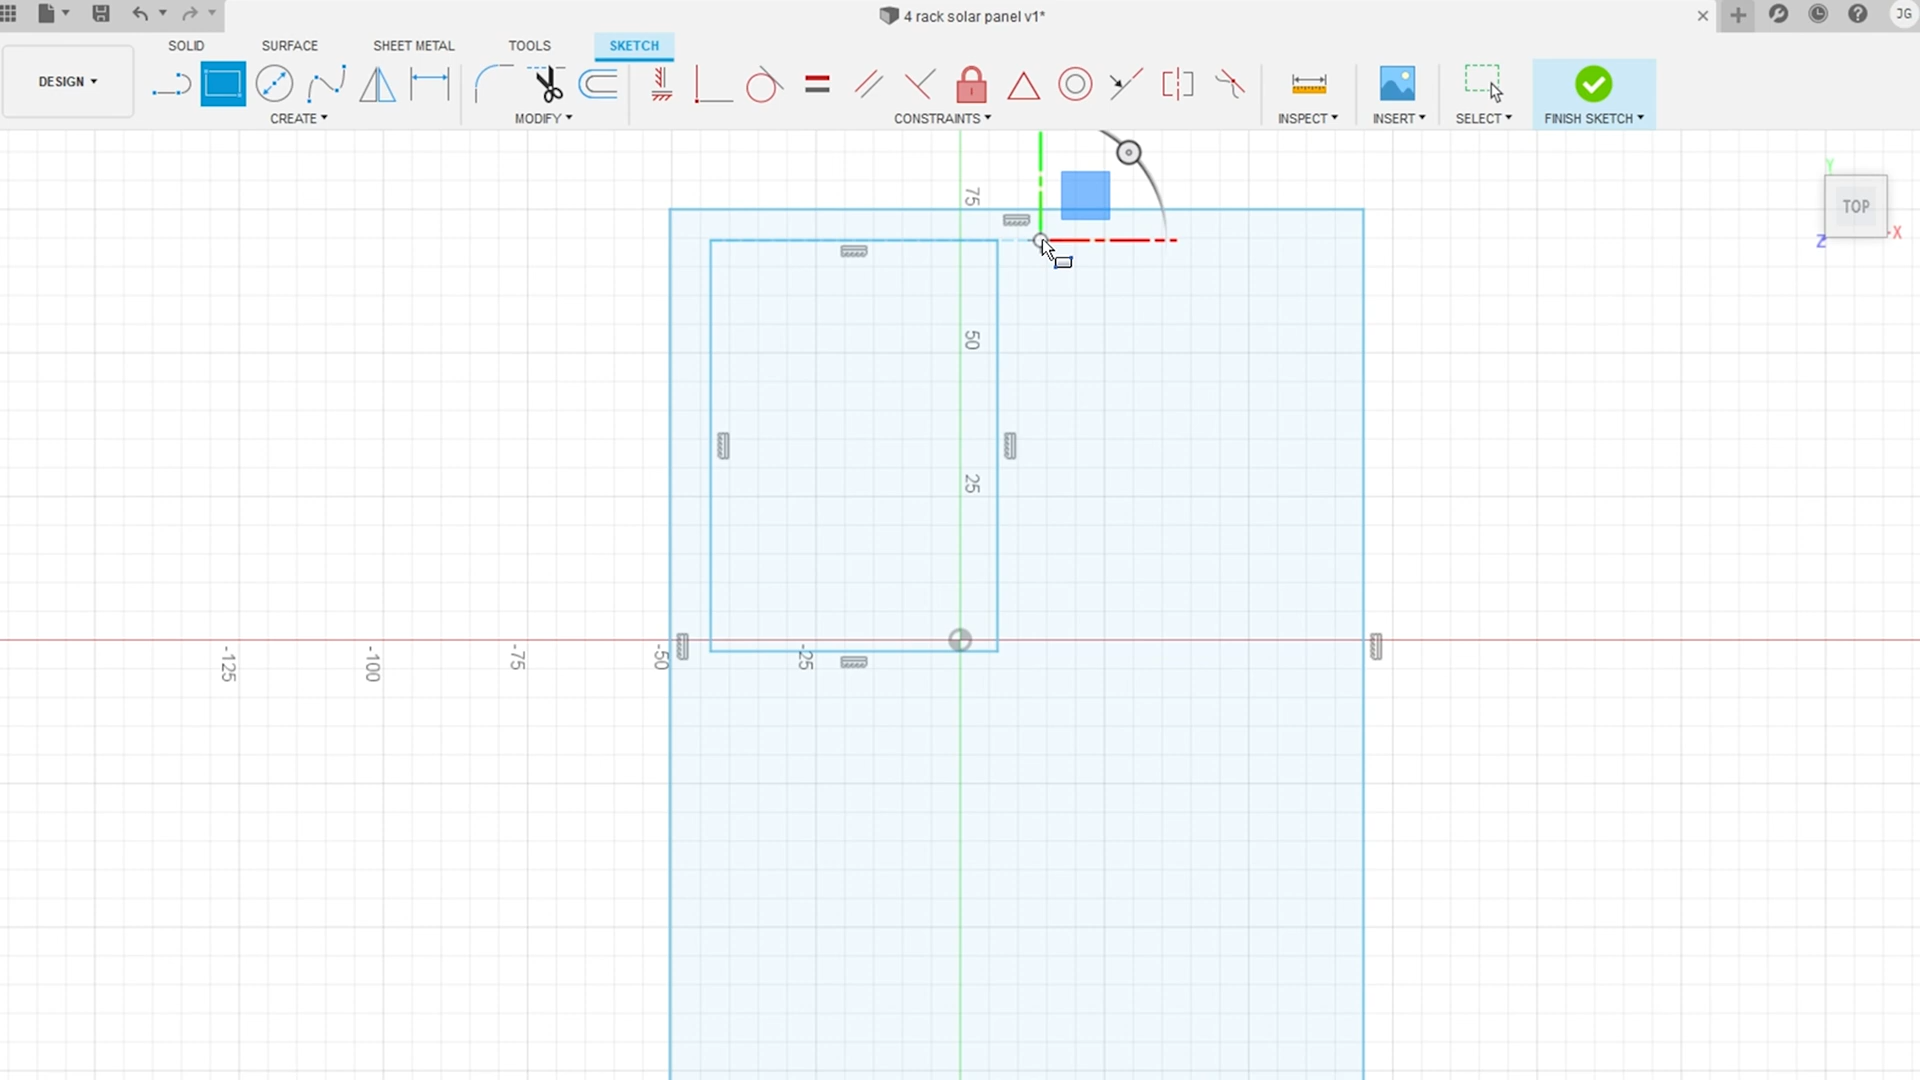 4 rack solar panel v1*
JG
SOLID
SURFACE
SHEET METAL
TOOLS
SKETCH
DESIGN
CREATE
MODIFY
CONSTRAINTS
INSPECT
INSERT
SELECT
FINISH SKETCH
75
50
25
-125
-100
-75
-50
-25
Y
TOP
Z
-X